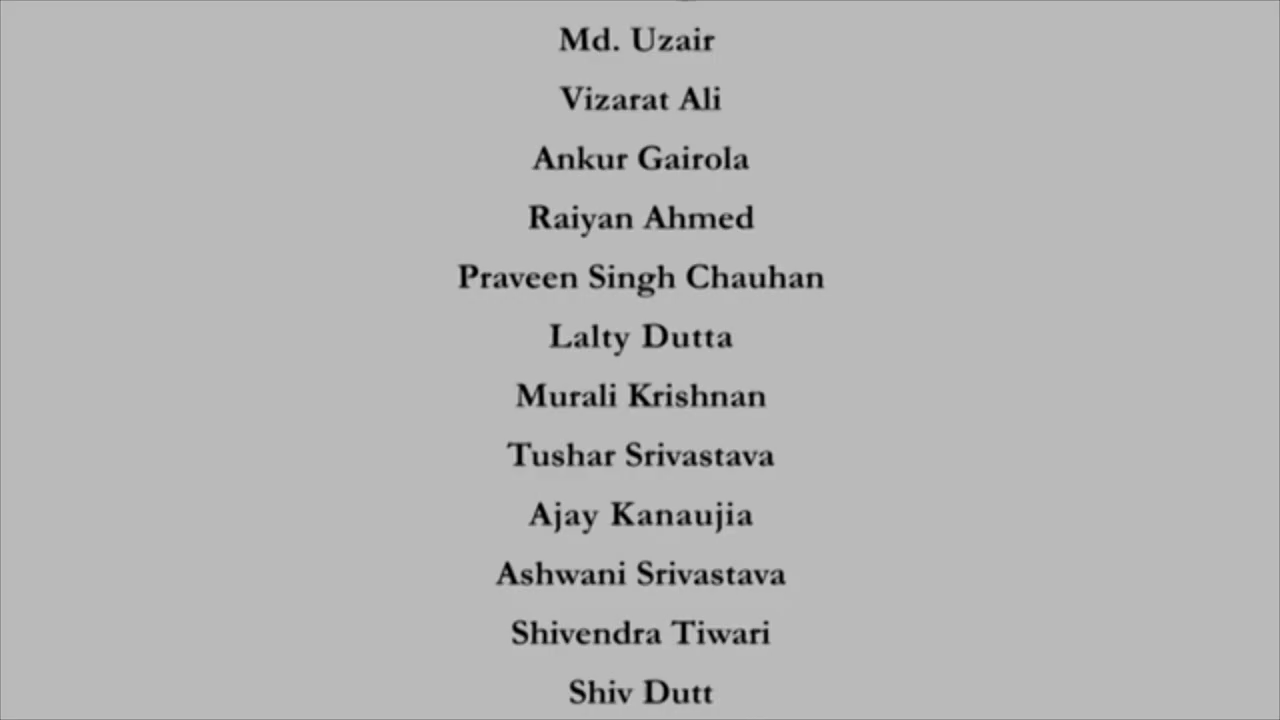 Md. Uzair
Vizarat Ali
Ankur Gairola
Raiyan Ahmed
Praveen Singh Chauhan
Lalty Dutta
Murali Krishnan
Tushar Srivastava
Ajay Kanaujia
Ashwani Srivastava
Shivendra Tiwari
Shiv Dutt